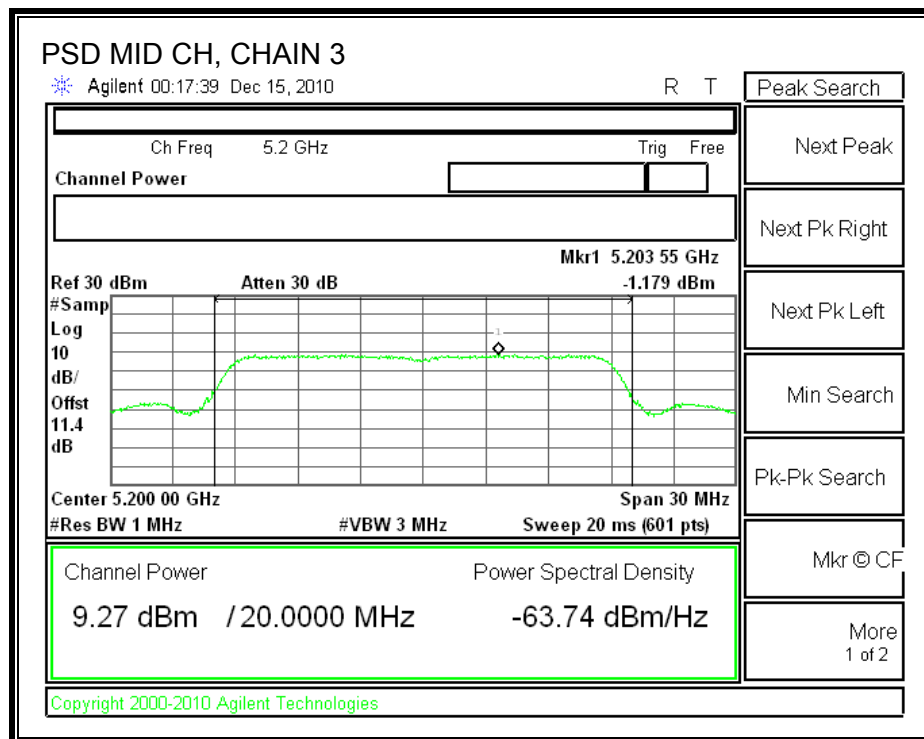 PSD MID CH, CHAIN 3
Agilent 00:17:39 Dec 15, 2010 R T
Peak Search
Ch Freq 5.2 GHz Trig Free
Channel Power
Mkr1 5.203 55 GHz
Ref 30 dBm Atten 30 dB -1.179 dBm
#Samp
Log
10
dB/
Offst
11.4
dB
1
Center 5.200 00 GHz Span 30 MHz
#Res BW 1 MHz #VBW 3 MHz Sweep 20 ms (601 pts)
Channel Power Power Spectral Density
9.27 dBm / 20.0000 MHz -63.74 dBm/Hz
Copyright 2000-2010 Agilent Technologies
Next Peak
Next Pk Right
Next Pk Left
Min Search
Pk-Pk Search
Mkr © CF
More
1 of 2